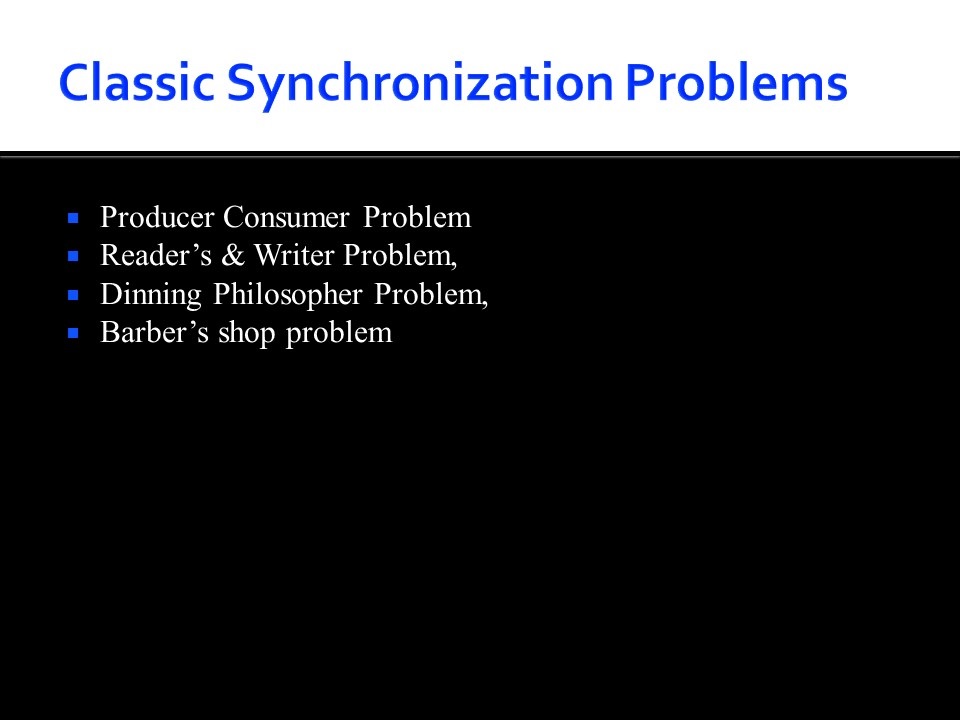 Classic Synchronization Problems
Producer Consumer Problem
Reader’s & Writer Problem,
Dinning Philosopher Problem,
Barber’s shop problem